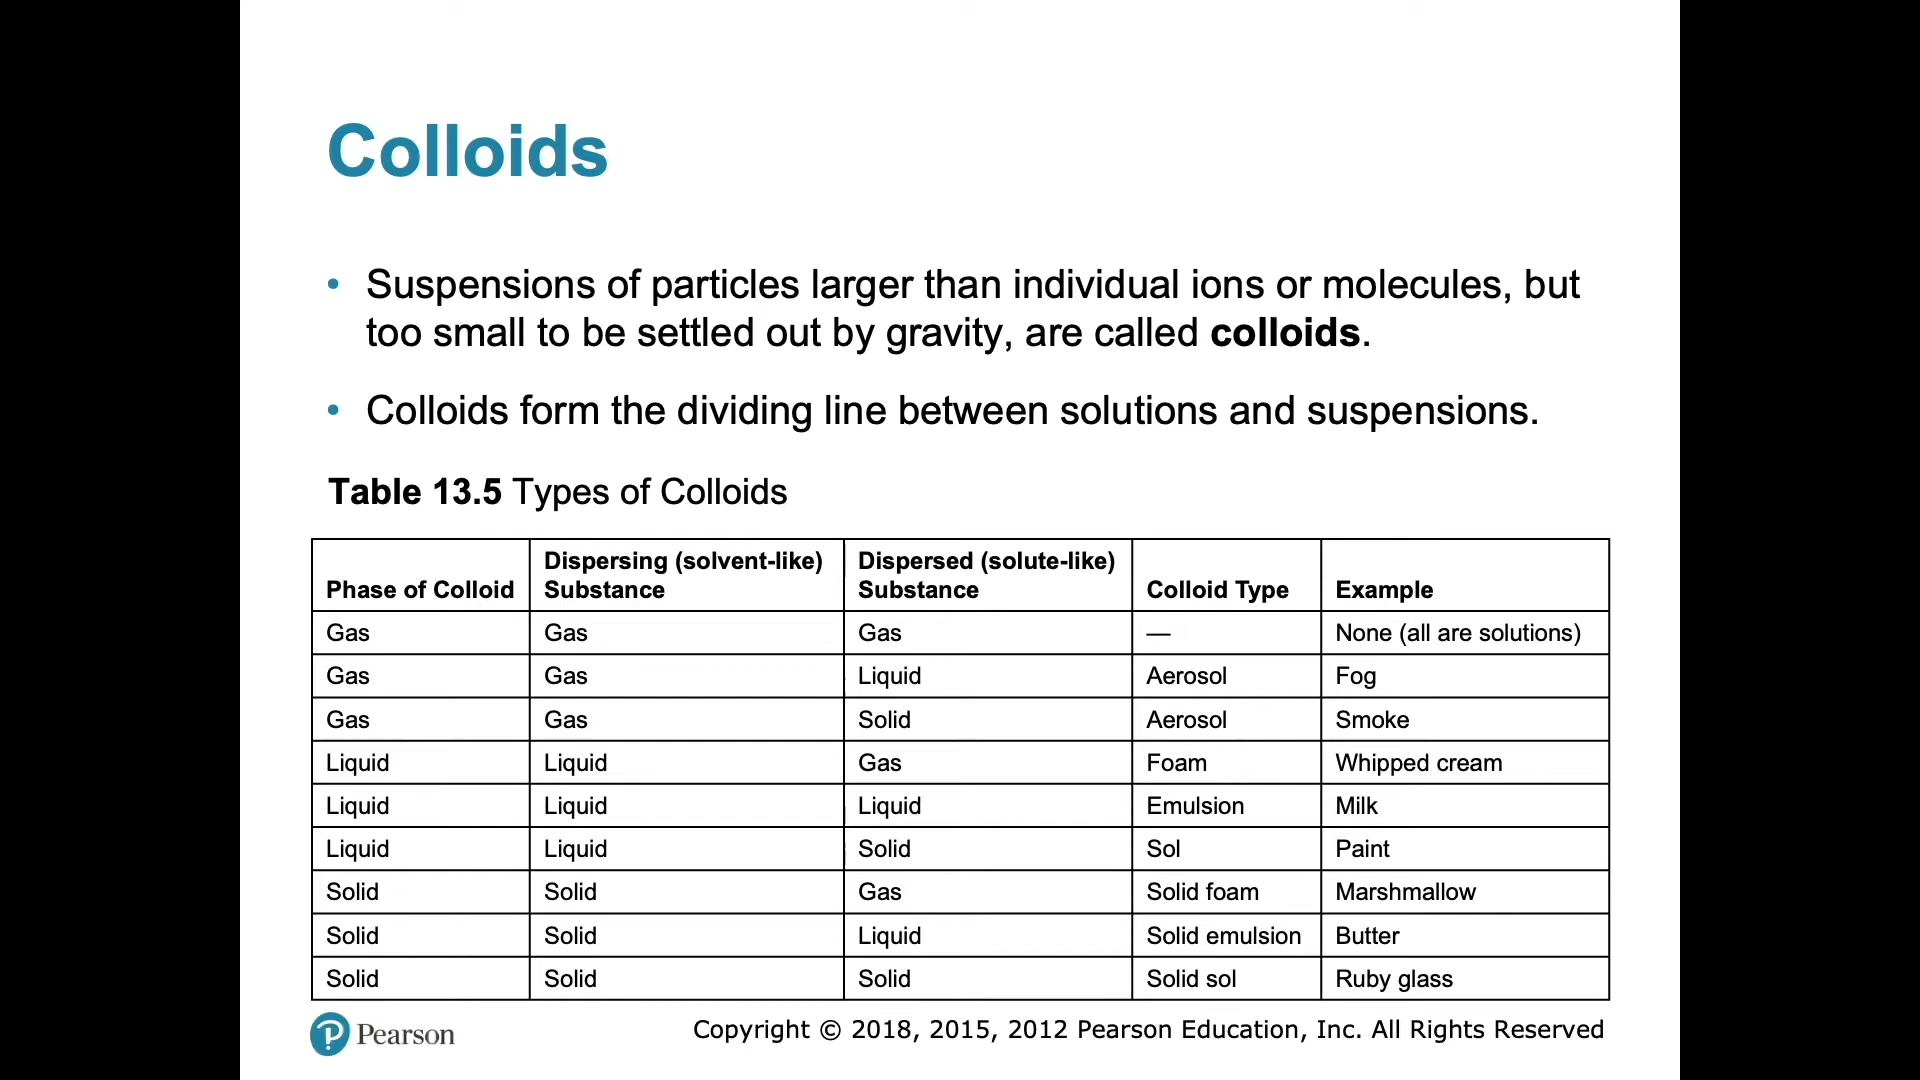 Colloids
• Suspensions of particles larger than individual ions or molecules, but
too small to be settled out by gravity, are called colloids.
• Colloids form the dividing line between solutions and suspensions.
Table 13.5 Types of Colloids
Phase of Colloid Dispersing (solvent-like) Substance Dispersed (solute-like) Substance Colloid Type Example
Gas Gas Gas — None (all are solutions)
Gas Gas Liquid Aerosol Fog
Gas Gas Solid Aerosol Smoke
Liquid Liquid Gas Foam Whipped cream
Liquid Liquid Liquid Emulsion Milk
Liquid Liquid Solid Sol Paint
Solid Solid Gas Solid foam Marshmallow
Solid Solid Liquid Solid emulsion Butter
Solid Solid Solid Solid sol Ruby glass
Pearson
Copyright © 2018, 2015, 2012 Pearson Education, Inc. All Rights Reserved